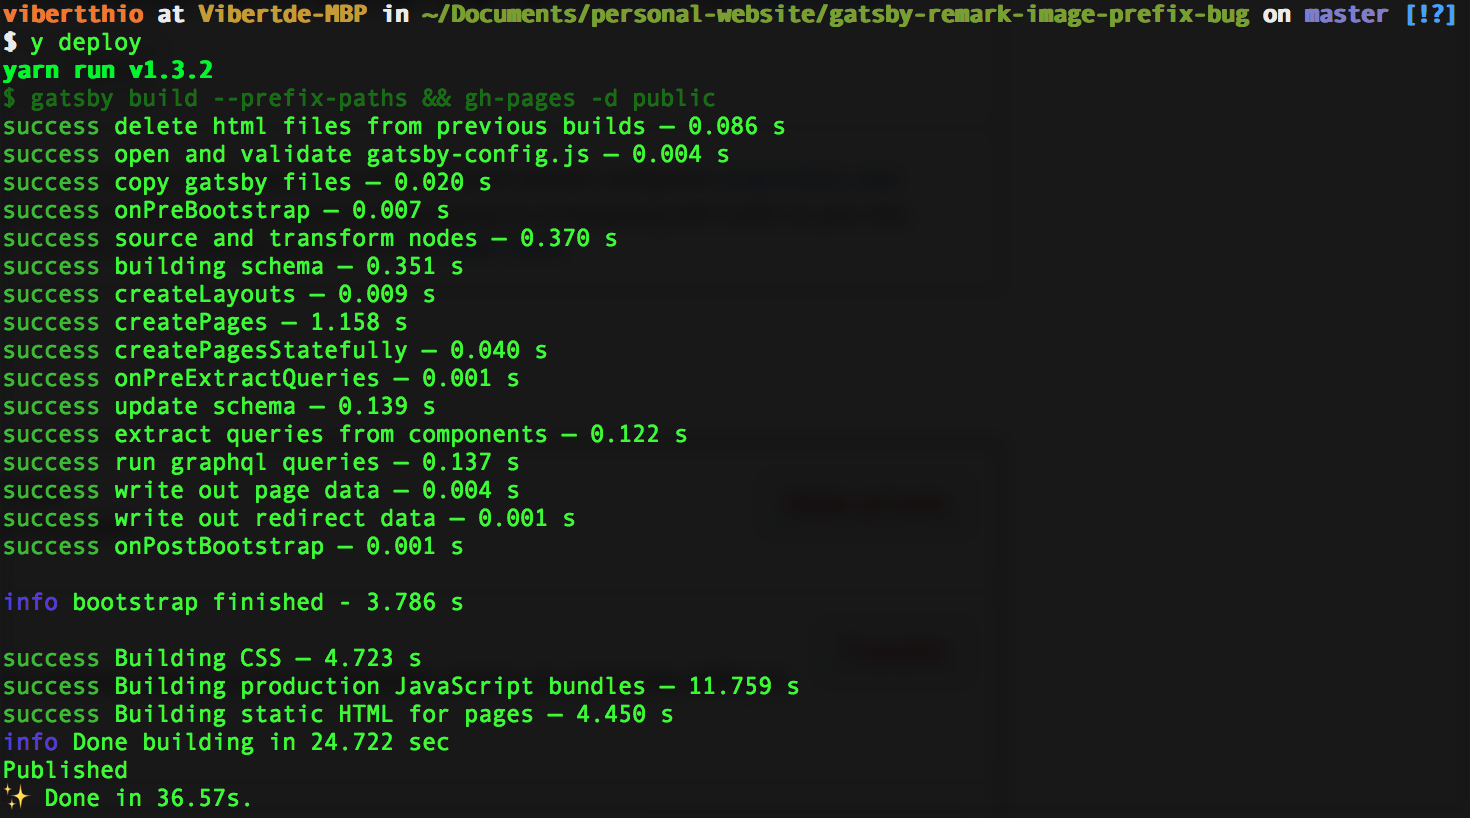 vibertthio at Vibertde-MBP in ~/Documents/personal-website/gatsby-remark-image-prefix-bug on master [!?]
$ y deploy
yarn run v1.3.2
$ gatsby build --prefix-paths && gh-pages -d public
success delete html files from previous builds — 0.086 s
success open and validate gatsby-config.js — 0.004 s
success copy gatsby files — 0.020 s
success onPreBootstrap — 0.007 s
success source and transform nodes — 0.370 s
success building schema — 0.351 s
success createLayouts — 0.009 s
success createPages — 1.158 s
success createPagesStatefully — 0.040 s
success onPreExtractQueries — 0.001 s
success update schema — 0.139 s
success extract queries from components — 0.122 s
success run graphql queries — 0.137 s
success write out page data — 0.004 s
success write out redirect data — 0.001 s
success onPostBootstrap — 0.001 s
info bootstrap finished - 3.786 s
success Building CSS — 4.723 s
success Building production JavaScript bundles — 11.759 s
success Building static HTML for pages — 4.450 s
info Done building in 24.722 sec
Published
✨ Done in 36.57s.